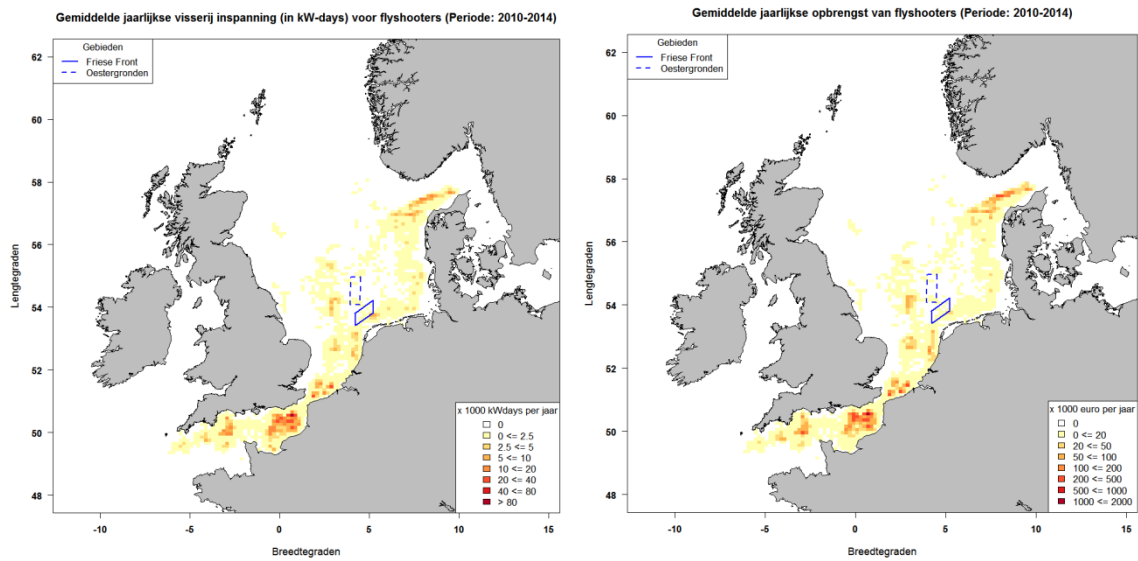 Gemiddelde jaarlijkse visserij inspanning (in kW-days) voor flyshooters (Periode: 2010-2014)
Gebieden
Friese Front
Oestergronden
62
60
58
56
54
52
50
48
Lengtegraden
x 1000 kWdays per jaar
0
0 <= 2.5
2.5 <= 5
5 <= 10
10 <= 20
20 <= 40
40 <= 80
> 80
-10
-5
0
5
10
15
Breedtegraden
Gemiddelde jaarlijkse opbrengst van flyshooters (Periode: 2010-2014)
Gebieden
Friese Front
Oestergronden
62
60
58
56
54
52
50
48
Lengtegraden
x 1000 euro per jaar
0
0 <= 20
20 <= 50
50 <= 100
100 <= 200
200 <= 500
500 <= 1000
1000 <= 2000
-10
-5
0
5
10
15
Breedtegraden